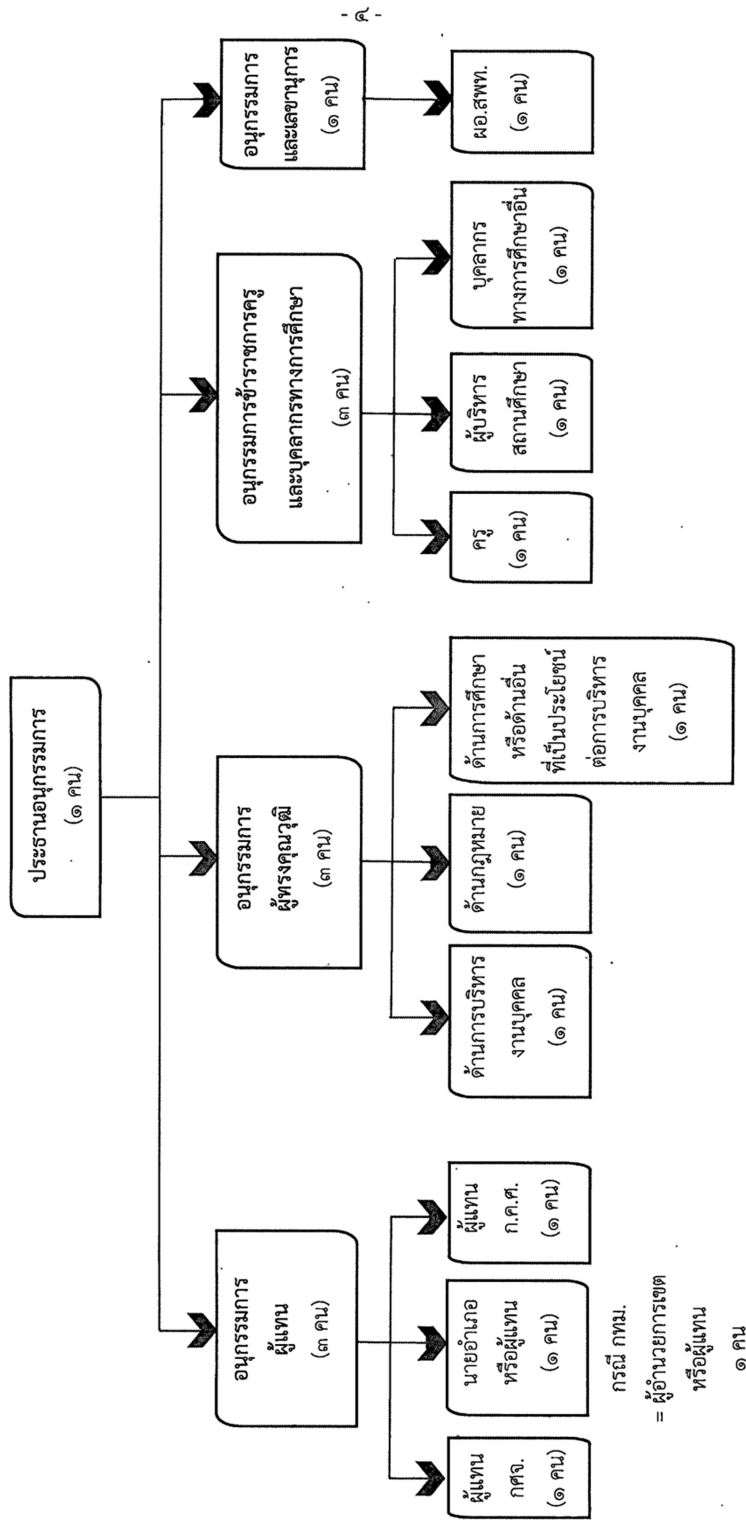 - ๓ -
ประธานอนุกรรมการ
(๑ คน)
อนุกรรมการ
ผู้แทน
(๓ คน)
อนุกรรมการ
ผู้ทรงคุณวุฒิ
(๓ คน)
อนุกรรมการข้าราชการครู
และบุคลากรทางการศึกษา
(๓ คน)
อนุกรรมการ
และเลขานุการ
(๑ คน)
ผู้แทน
กศจ.
(๑ คน)
นายอำเภอ
หรือผู้แทน
(๑ คน)
ผู้แทน
ก.ค.ศ.
(๑ คน)
ด้านการบริหาร
งานบุคคล
(๑ คน)
ด้านกฎหมาย
(๑ คน)
ด้านการศึกษา
หรือด้านอื่น
ที่เป็นประโยชน์
ต่อการบริหาร
งานบุคคล
(๑ คน)
ครู
(๑ คน)
ผู้บริหาร
สถานศึกษา
(๑ คน)
บุคลากร
ทางการศึกษาอื่น
(๑ คน)
ผอ.สพท.
(๑ คน)
กรณี กทม.
= ผู้อำนวยการเขต
หรือผู้แทน
๑ คน